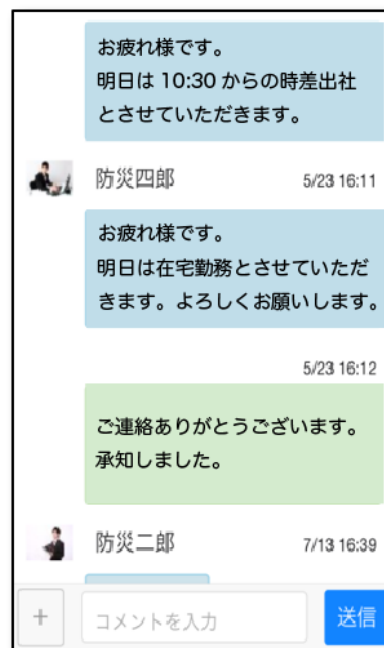 お疲れ様です。
明日は 10:30 からの時差出社
とさせていただきます。
防災四郎
5/23 16:11
お疲れ様です。
明日は在宅勤務とさせていただ
きます。よろしくお願いします。
5/23 16:12
ご連絡ありがとうございます。
承知しました。
防災二郎
7/13 16:39
+
コメントを入力
送信